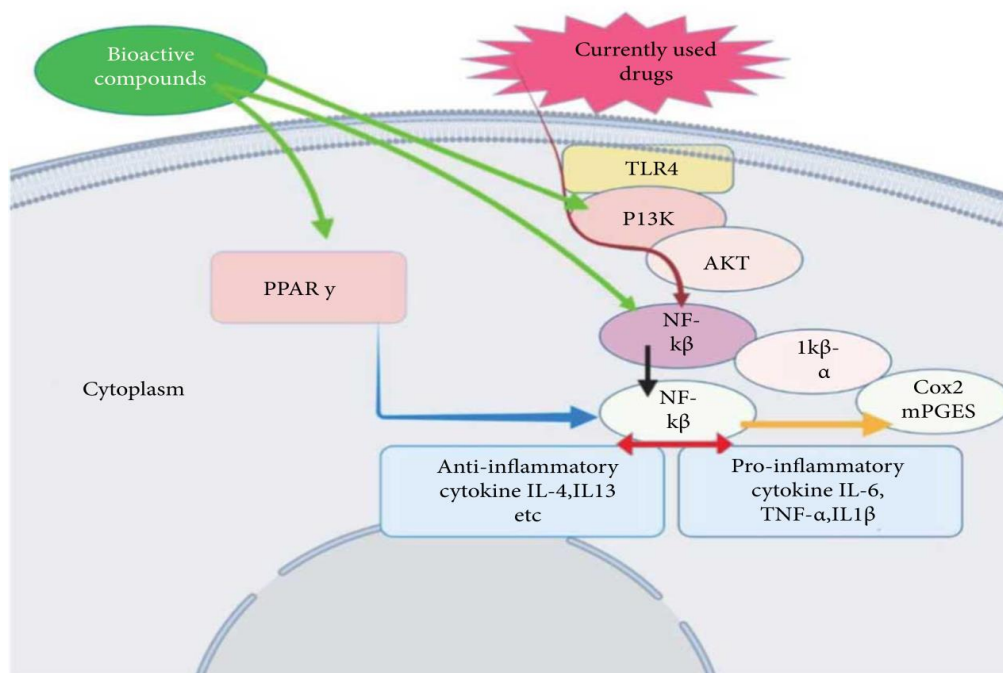 Bioactive
compounds
Currently used
drugs
TLR4
P13K
AKT
PPAR y
NF-
kβ
1kβ-
α
Cytoplasm
NF-
kβ
Cox2
mPGES
Anti-inflammatory
cytokine IL-4,IL13
etc
Pro-inflammatory
cytokine IL-6,
TNF-α,IL1β